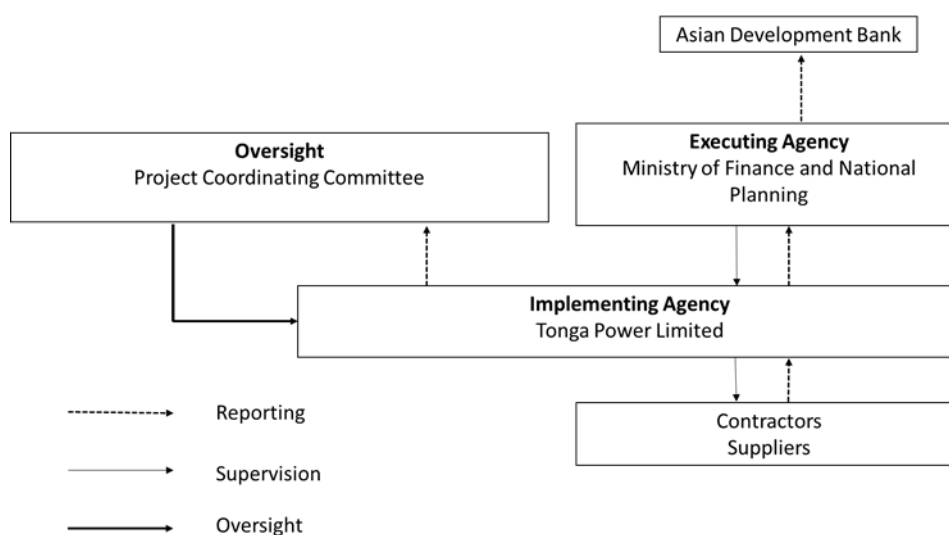 Asian Development Bank
Oversight
Project Coordinating Committee
Executing Agency
Ministry of Finance and National
Planning
Implementing Agency
Tonga Power Limited
Contractors
Suppliers
Reporting
Supervision
Oversight